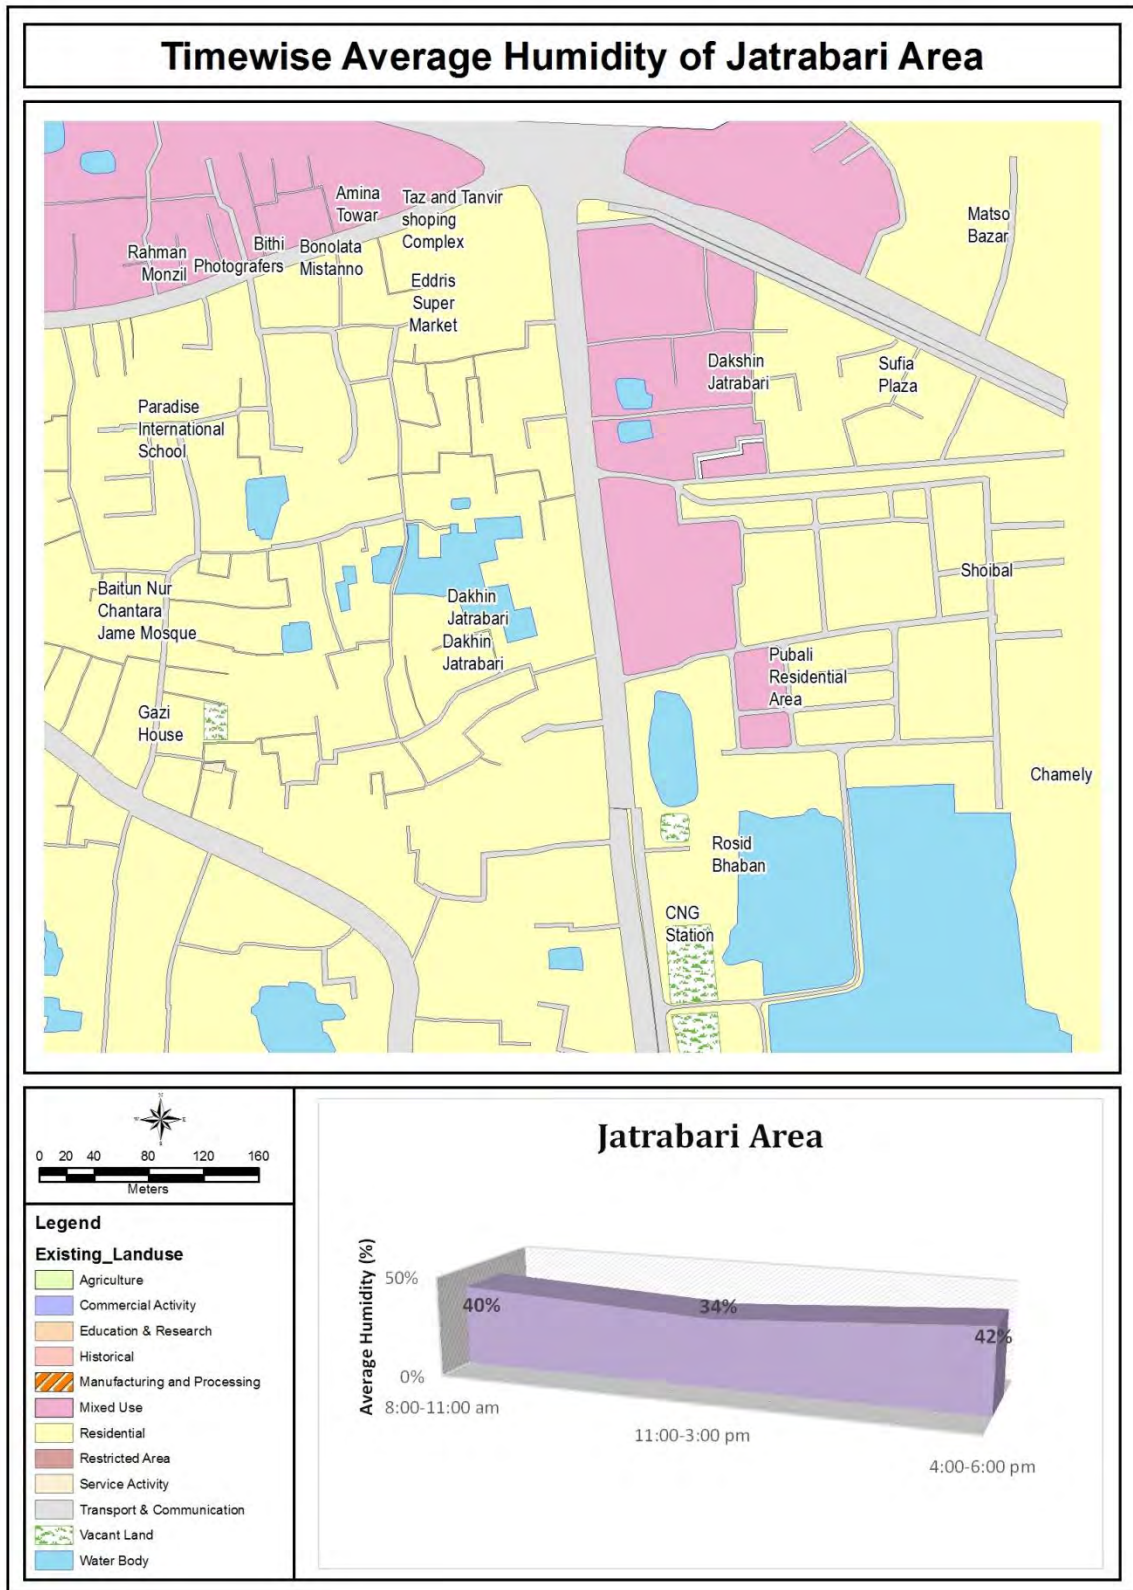 Timewise Average Humidity of Jatrabari Area
Amina
Towar
Taz and Tanvir
shoping
Complex
Matso
Bazar
Rahman
Monzil
Photografers
Bithi
Bonolata
Mistanno
Eddris
Super
Market
Dakshin
Jatrabari
Sufia
Plaza
Paradise
International
School
Baitun Nur
Chantara
Jame Mosque
Dakhin
Jatrabari
Dakhin
Jatrabari
Shoibal
Pubali
Residential
Area
Gazi
House
Chamely
Rosid
Bhaban
CNG
Station
N
W
E
S
0 20 40 80 120 160
Meters
Legend
Existing_Landuse
Agriculture
Commercial Activity
Education & Research
Historical
Manufacturing and Processing
Mixed Use
Residential
Restricted Area
Service Activity
Transport & Communication
Vacant Land
Water Body
Jatrabari Area
Average Humidity (%)
50%
0%
40%
34%
42%
8:00-11:00 am
11:00-3:00 pm
4:00-6:00 pm